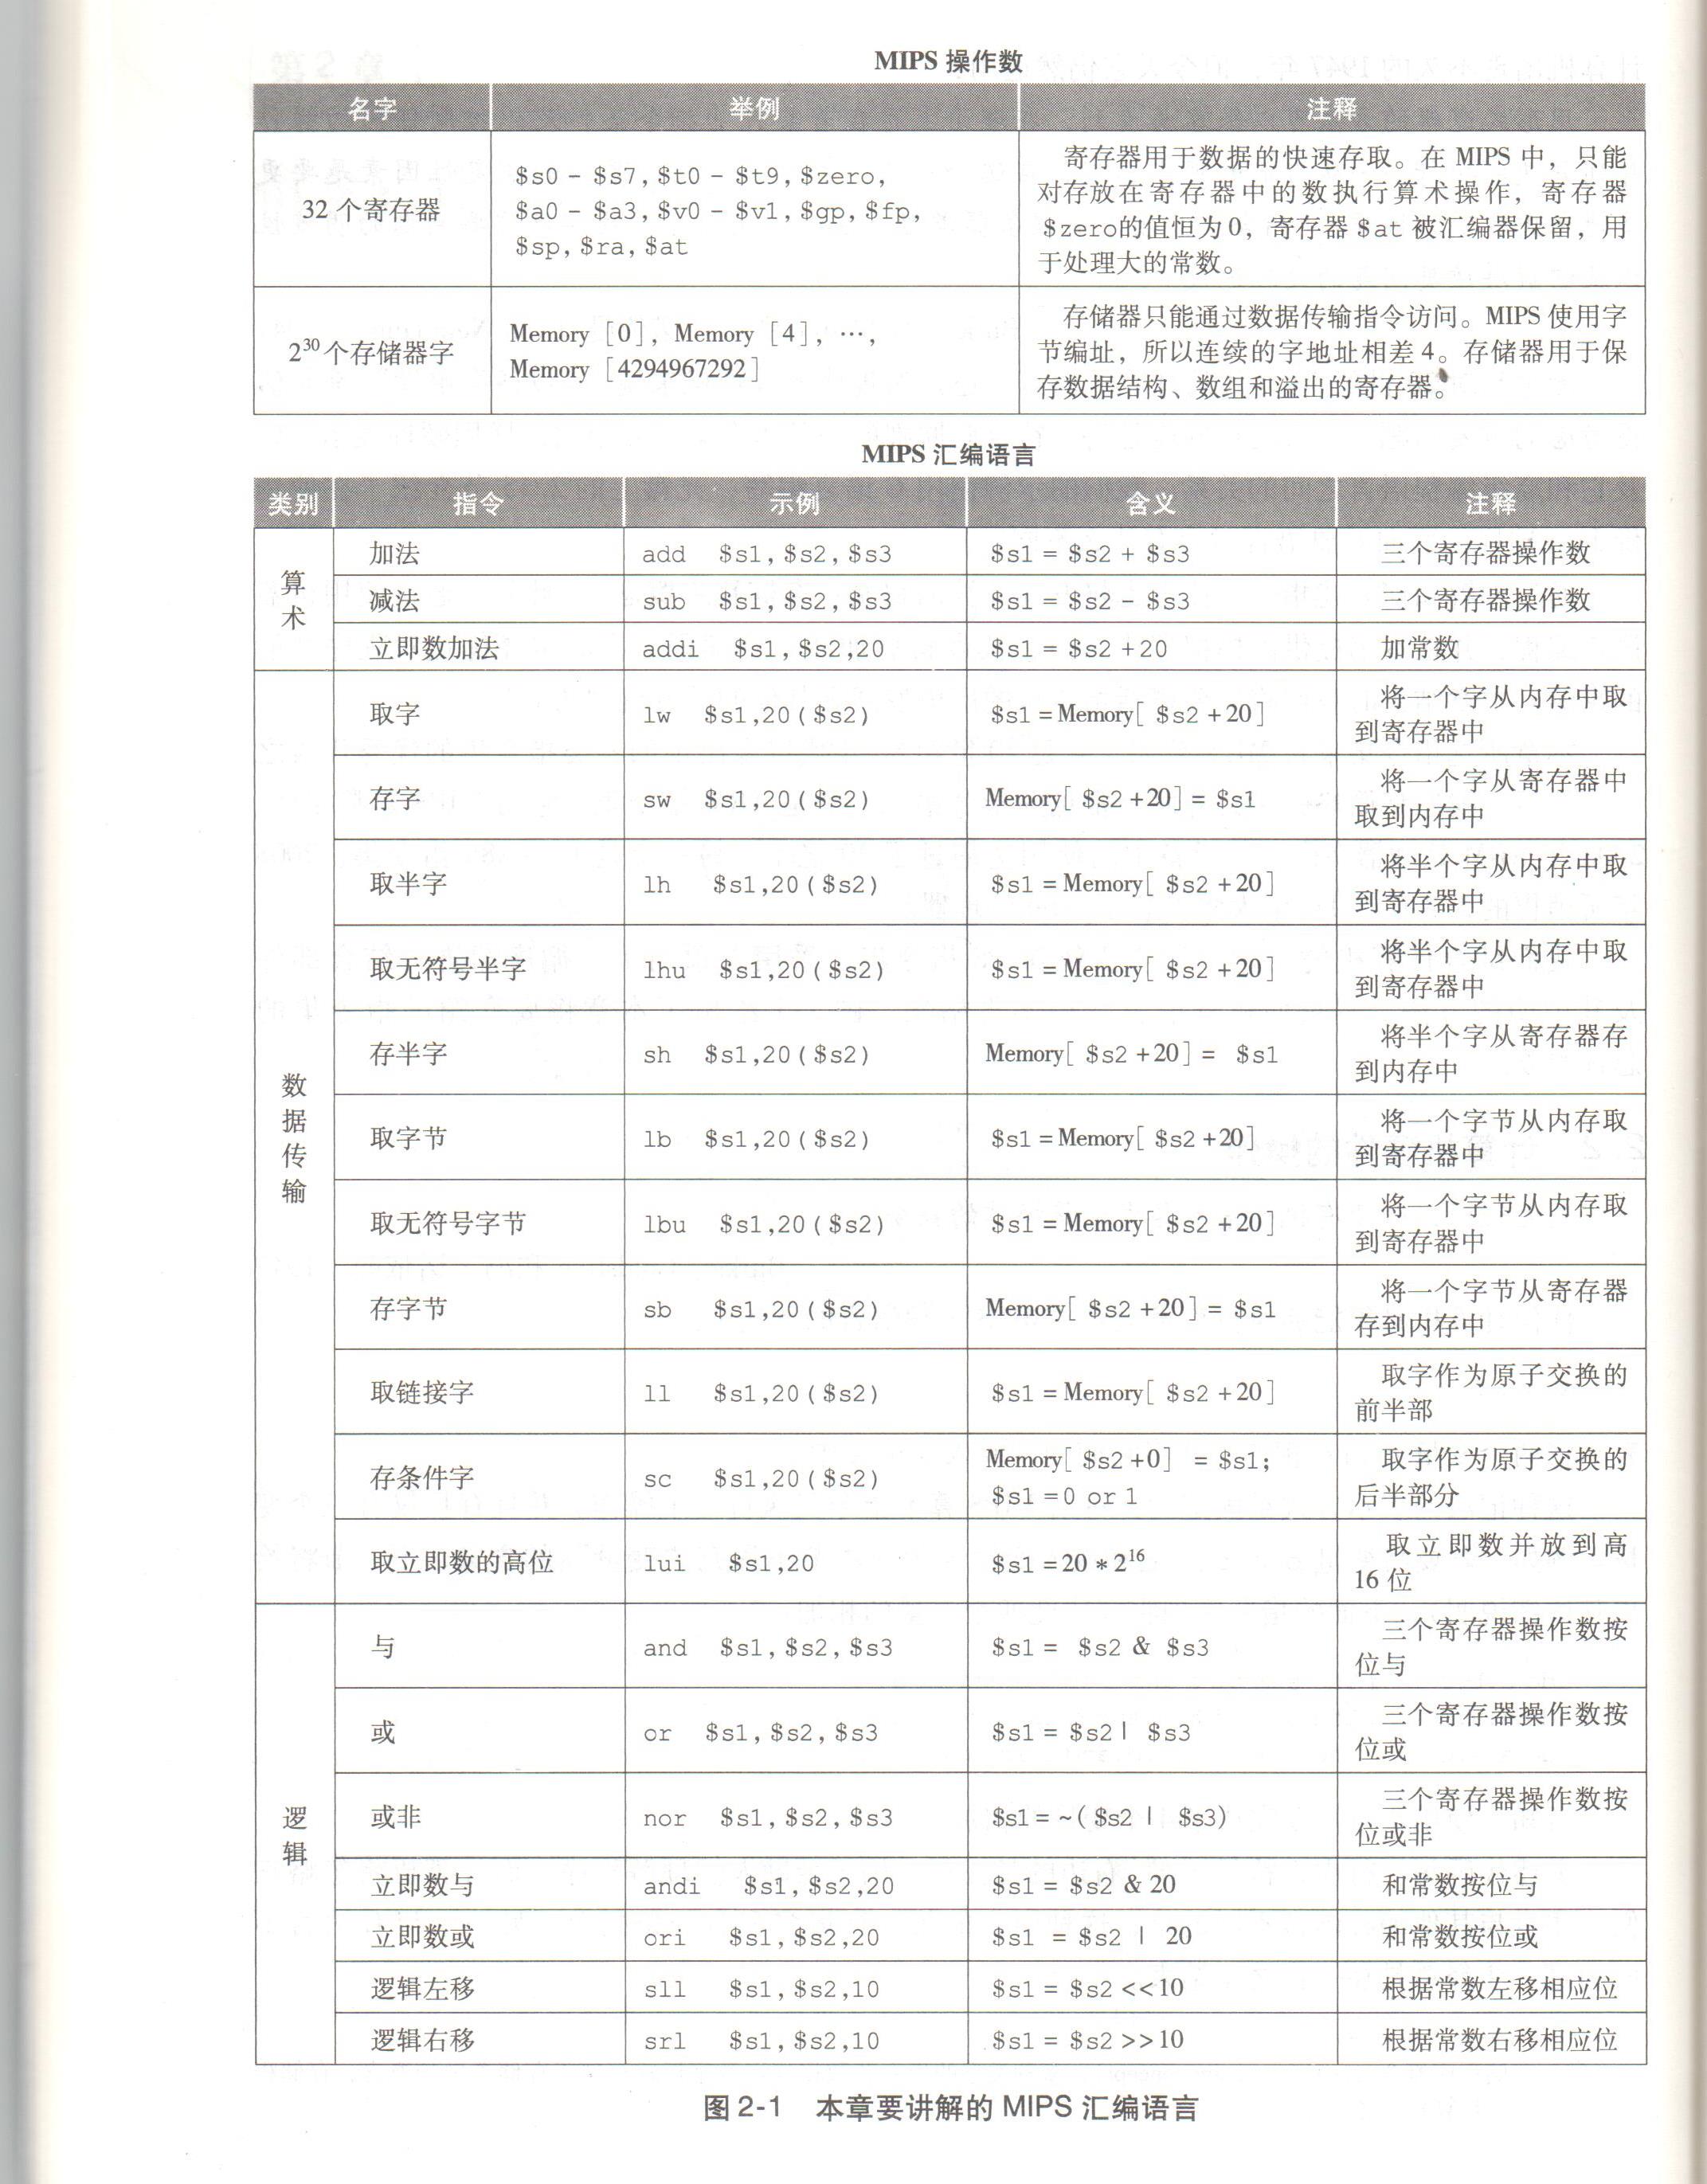 MIPS 操作数
名字 举例 注释
32 个寄存器
$s0 - $s7, $t0 - $t9, $zero,
$a0 - $a3, $v0 - $v1, $gp, $fp,
$sp, $ra, $at
寄存器用于数据的快速存取。在 MIPS 中，只能
对存放在寄存器中的数执行算术操作，寄存器
$zero的值恒为0，寄存器 $at 被汇编器保留，用
于处理大的常数。
2³⁰个存储器字
Memory [0], Memory [4], …,
Memory [4294967292]
存储器只能通过数据传输指令访问。MIPS 使用字
节编址，所以连续的字地址相差4。存储器用于保
存数据结构、数组和溢出的寄存器。
MIPS 汇编语言
类别 指令 示例 含义 注释
算术
加法 add $s1, $s2, $s3 $s1 = $s2 + $s3 三个寄存器操作数
减法 sub $s1, $s2, $s3 $s1 = $s2 - $s3 三个寄存器操作数
立即数加法 addi $s1, $s2,20 $s1 = $s2 +20 加常数
数据传输
取字 lw $s1,20 ( $s2) $s1 = Memory[ $s2 +20] 将一个字从内存中取
到寄存器中
存字 sw $s1,20 ( $s2) Memory[ $s2 +20] = $s1 将一个字从寄存器中
取到内存中
取半字 lh $s1,20 ( $s2) $s1 = Memory[ $s2 +20] 将半个字从内存中取
到寄存器中
取无符号半字 lhu $s1,20 ( $s2) $s1 = Memory[ $s2 +20] 将半个字从内存中取
到寄存器中
存半字 sh $s1,20 ( $s2) Memory[ $s2 +20] = $s1 将半个字从寄存器存
到内存中
取字节 lb $s1,20 ( $s2) $s1 = Memory[ $s2 +20] 将一个字节从内存取
到寄存器中
取无符号字节 lbu $s1,20 ( $s2) $s1 = Memory[ $s2 +20] 将一个字节从内存取
到寄存器中
存字节 sb $s1,20 ( $s2) Memory[ $s2 +20] = $s1 将一个字节从寄存器
存到内存中
取链接字 ll $s1,20 ( $s2) $s1 = Memory[ $s2 +20] 取字作为原子交换的
前半部
存条件字 sc $s1,20 ( $s2) Memory[ $s2 +0] = $s1; 取字作为原子交换的
$s1 =0 or 1 后半部分
取立即数的高位 lui $s1,20 $s1 =20 * 2¹⁶ 取立即数并放到高
16 位
逻辑
与 and $s1, $s2, $s3 $s1 = $s2 & $s3 三个寄存器操作数按
位与
或 or $s1, $s2, $s3 $s1 = $s2 | $s3 三个寄存器操作数按
位或
或非 nor $s1, $s2, $s3 $s1 = ~( $s2 | $s3) 三个寄存器操作数按
位或非
立即数与 andi $s1, $s2,20 $s1 = $s2 & 20 和常数按位与
立即数或 ori $s1, $s2,20 $s1 = $s2 | 20 和常数按位或
逻辑左移 sll $s1, $s2,10 $s1 = $s2 <<10 根据常数左移相应位
逻辑右移 srl $s1, $s2,10 $s1 = $s2 >>10 根据常数右移相应位
图 2-1 本章要讲解的 MIPS 汇编语言